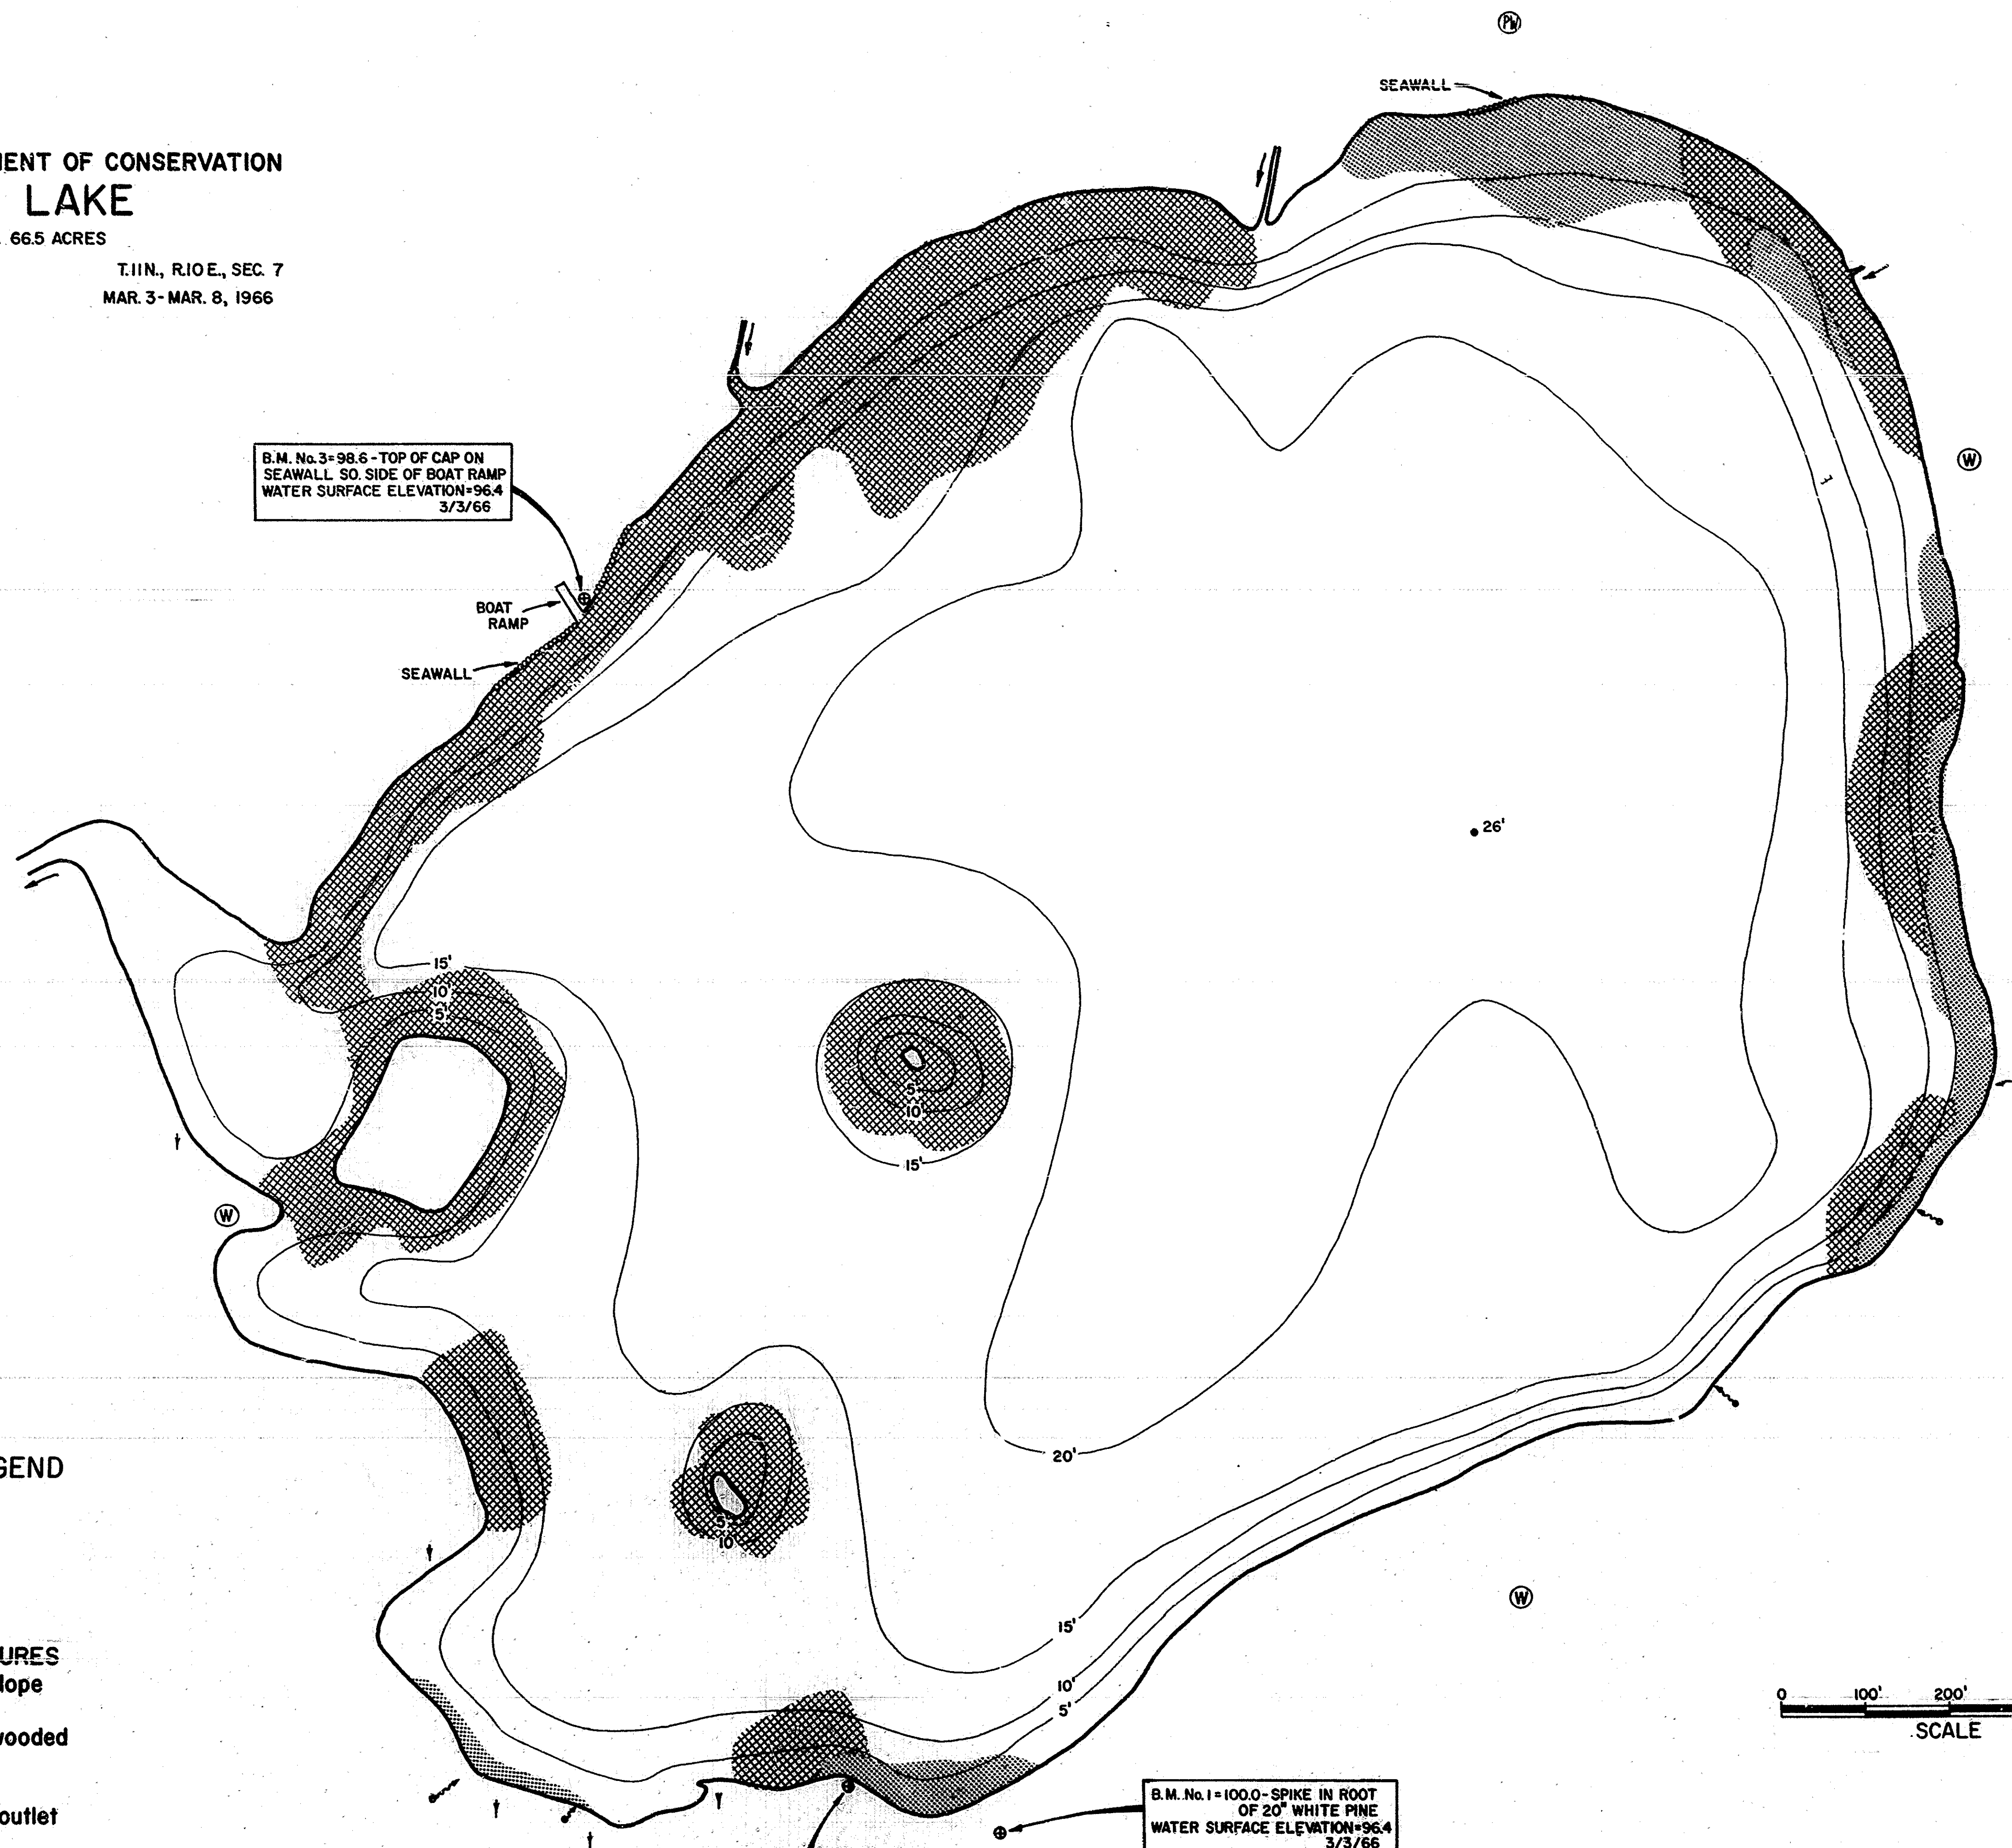 PW
SEAWALL
MENT OF CONSERVATION
LAKE
66.5 ACRES
T.11N., R.10E., SEC. 7
MAR. 3-MAR. 8, 1966
B.M. No.3=98.6-TOP OF CAP ON
SEAWALL SO. SIDE OF BOAT RAMP
WATER SURFACE ELEVATION=96.4
3/3/66
W
BOAT
RAMP
SEAWALL
26'
15'
10'
5'
5'
10'
15'
W
20'
GEND
5'
10'
W
15'
10'
5'
URES
lope
wooded
outlet
0 100' 200'
SCALE
B.M. No.1=100.0-SPIKE IN ROOT
OF 20" WHITE PINE
WATER SURFACE ELEVATION=96.4
3/3/66